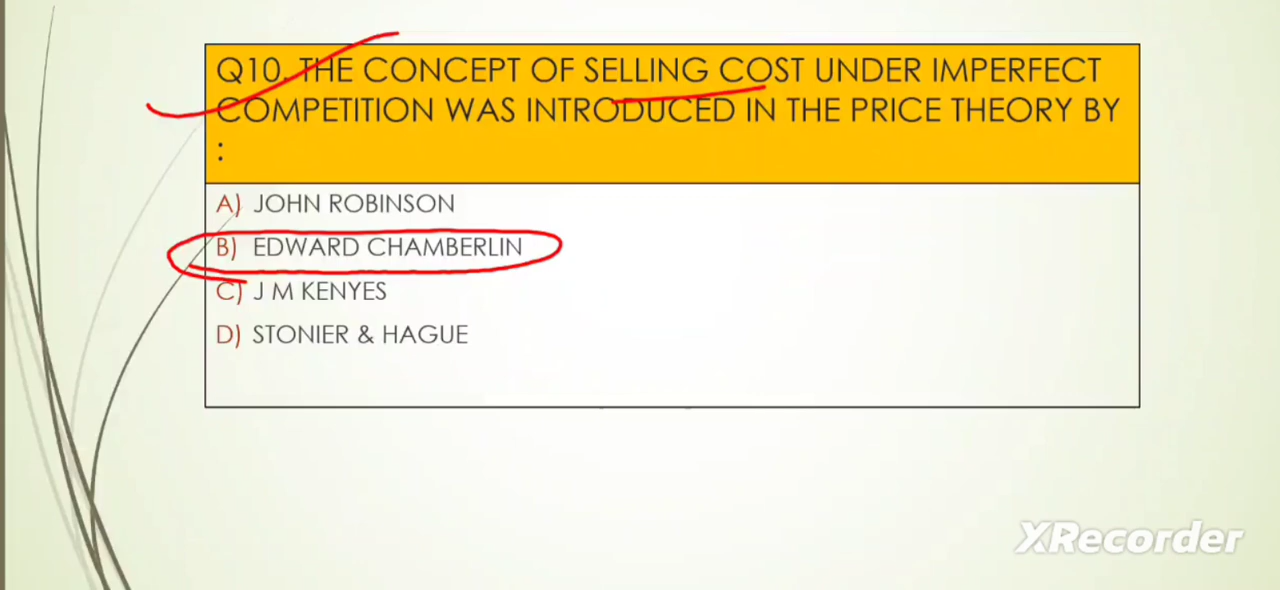 Q10. THE CONCEPT OF SELLING COST UNDER IMPERFECT
COMPETITION WAS INTRODUCED IN THE PRICE THEORY BY
:
A) JOHN ROBINSON
B) EDWARD CHAMBERLIN
C) J M KENYES
D) STONIER & HAGUE
XRecorder